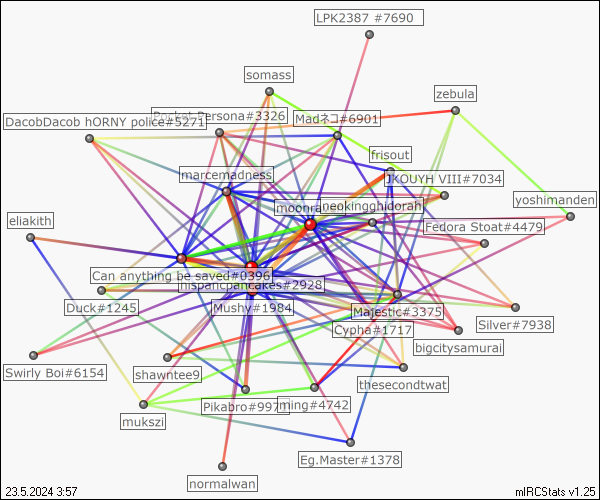 LPK2387 #7690
somass
zebula
DacobDacob hORNY police#5271
Persona#3326
Madネコ#6901
frisout
marcemadness
JKOUYH VIII#7034
yoshimanden
neokingghidorah
eliakith
Fedora Stoat#4479
Can anything be saved#0396
hispanicpancakes#2928
Duck#1245
Mushy#1984
Majestic#3375
Silver#7938
Cypha#1717
bigcitysamurai
Swirly Boi#6154
shawntee9
thesecondtwat
mukszi
Pikabro#997
ming#4742
Eg.Master#1378
normalwan
23.5.2024 3:57
mIRCStats v1.25